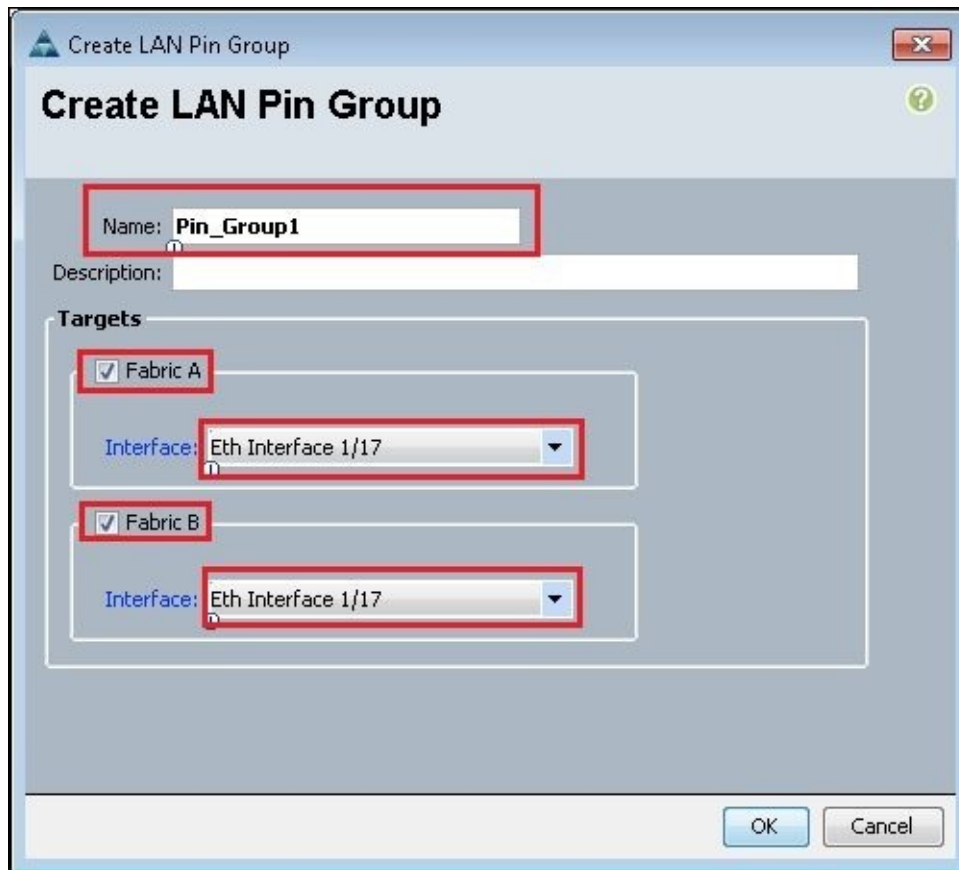 Create LAN Pin Group
Create LAN Pin Group
Name: Pin_Group1
Description:
Targets
Fabric A
Interface: Eth Interface 1/17
Fabric B
Interface: Eth Interface 1/17
OK Cancel